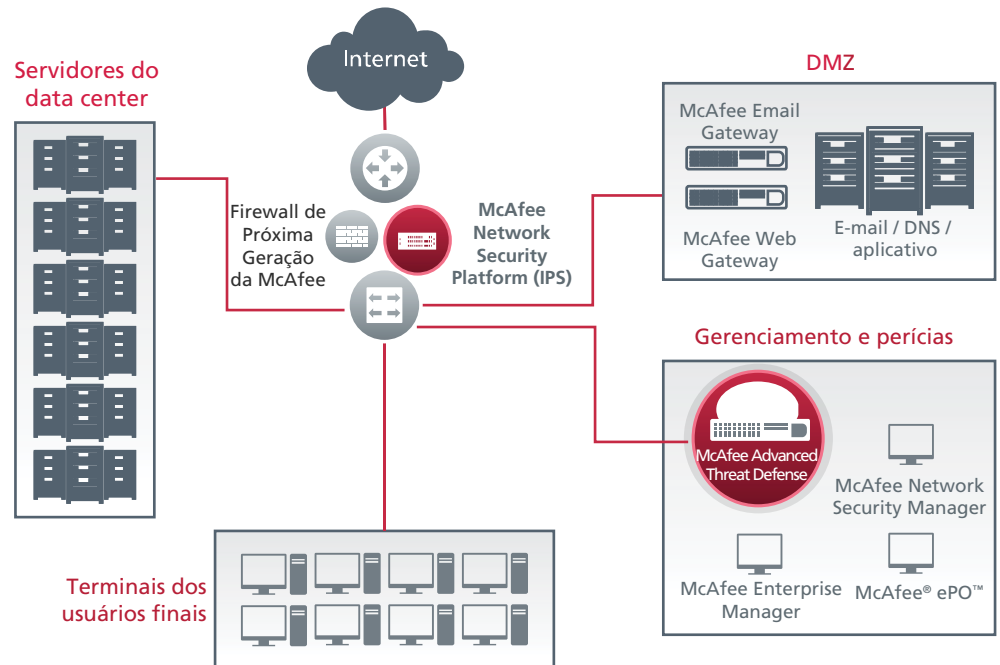 Internet
Servidores do
data center
DMZ
McAfee Email
Gateway
McAfee Web
Gateway
E-mail / DNS /
aplicativo
Firewall de
Próxima
Geração
da McAfee
McAfee
Network
Security
Platform (IPS)
Gerenciamento e perícias
McAfee Advanced
Threat Defense
McAfee Network
Security Manager
McAfee Enterprise
Manager
McAfee® ePO™
Terminais dos
usuários finais